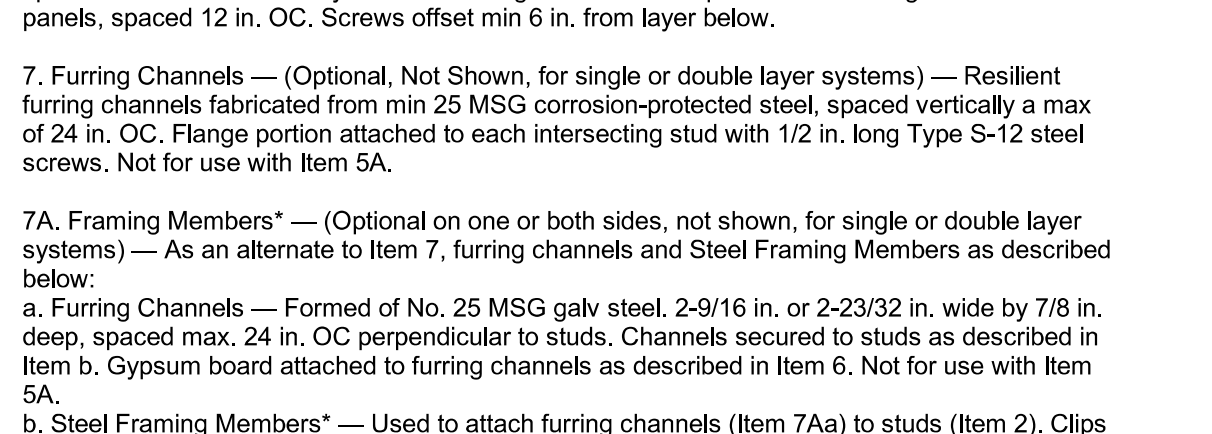 panels, spaced 12 in. OC. Screws offset min 6 in. from layer below.
7. Furring Channels — (Optional, Not Shown, for single or double layer systems) — Resilient
furring channels fabricated from min 25 MSG corrosion-protected steel, spaced vertically a max
of 24 in. OC. Flange portion attached to each intersecting stud with 1/2 in. long Type S-12 steel
screws. Not for use with Item 5A.
7A. Framing Members* — (Optional on one or both sides, not shown, for single or double layer
systems) — As an alternate to Item 7, furring channels and Steel Framing Members as described
below:
a. Furring Channels — Formed of No. 25 MSG galv steel. 2-9/16 in. or 2-23/32 in. wide by 7/8 in.
deep, spaced max. 24 in. OC perpendicular to studs. Channels secured to studs as described in
Item b. Gypsum board attached to furring channels as described in Item 6. Not for use with Item
5A.
b. Steel Framing Members* — Used to attach furring channels (Item 7Aa) to studs (Item 2). Clips